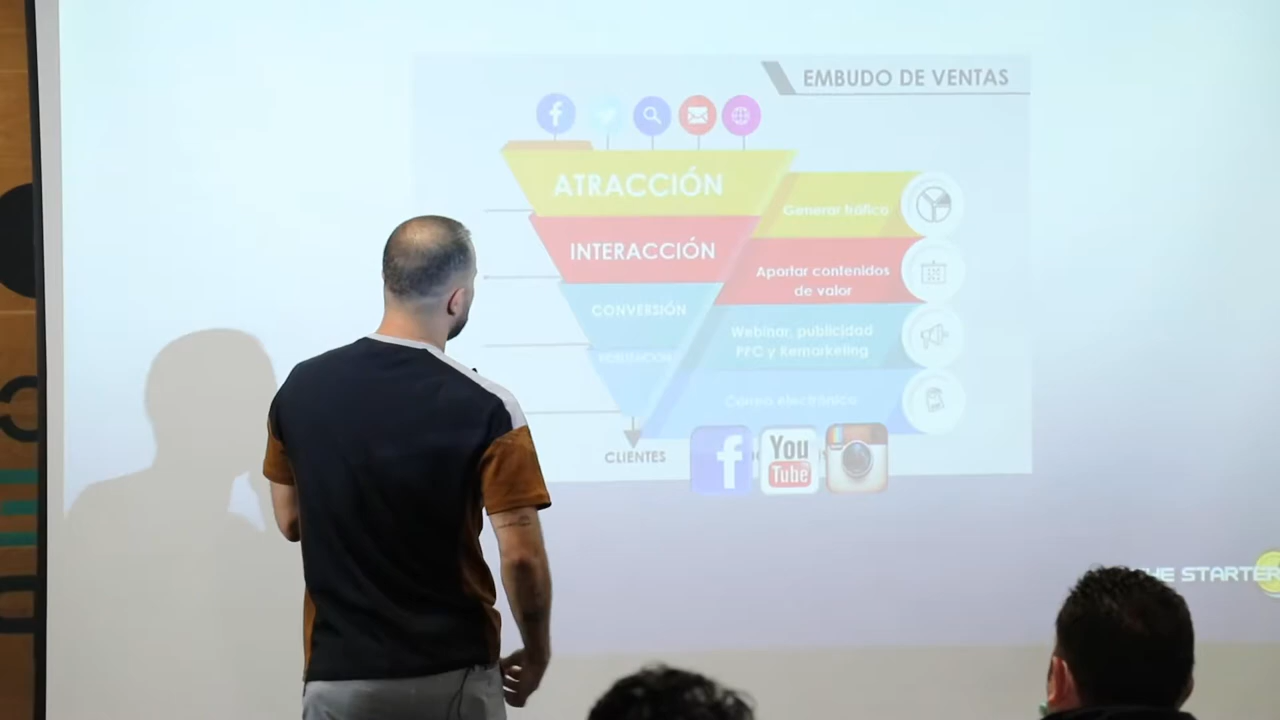 EMBUDO DE VENTAS
ATRACCIÓN
Generar tráfico
INTERACCIÓN
Aportar contenidos
de valor
CONVERSIÓN
Webinar, publicidad
PPC y Remarketing
Correo electrónico
CLIENTES
You
Tube
THE STARTER